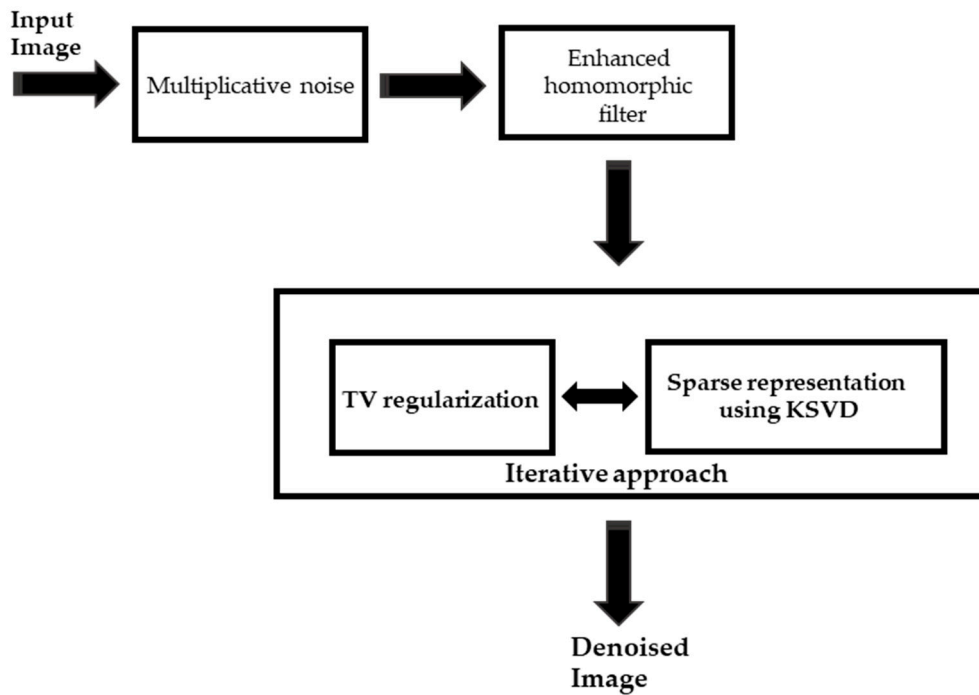 Input
Image
Multiplicative noise
Enhanced
homomorphic
filter
TV regularization
Sparse representation
using KSVD
Iterative approach
Denoised
Image